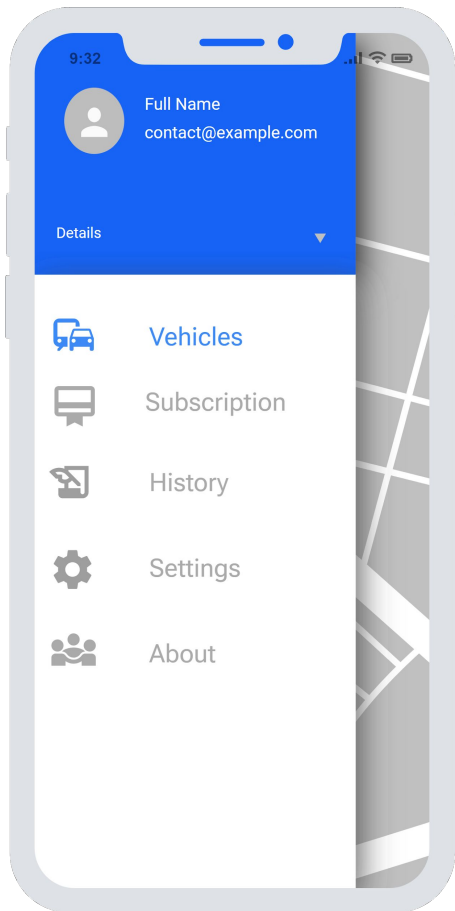 9:32
Full Name
contact@example.com
Details
Vehicles
Subscription
History
Settings
About